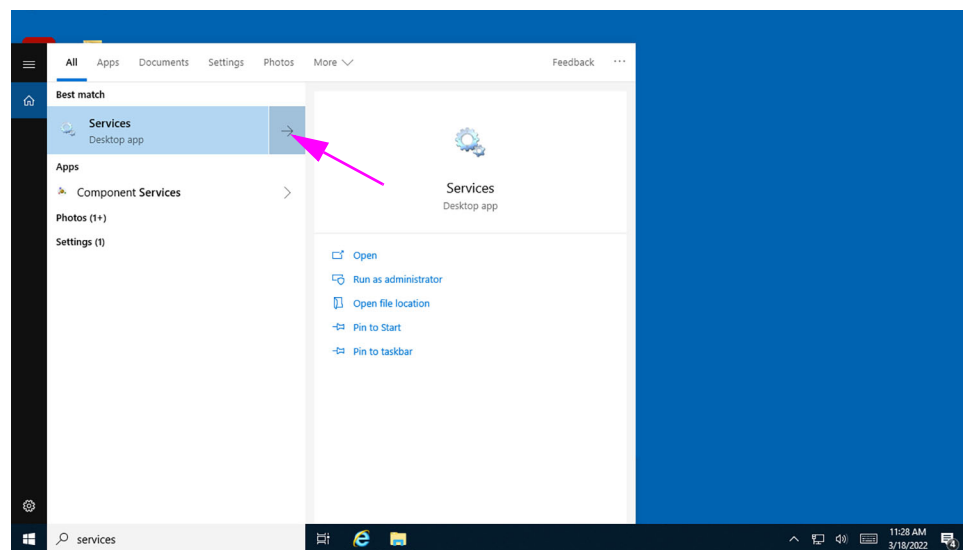 All Apps Documents Settings Photos More Feedback ...
Best match
Services
Desktop app
Apps
Component Services
Photos (1+)
Settings (1)
Services
Desktop app
Open
Run as administrator
Open file location
Pin to Start
Pin to taskbar
services
11:28 AM
3/18/2022
4